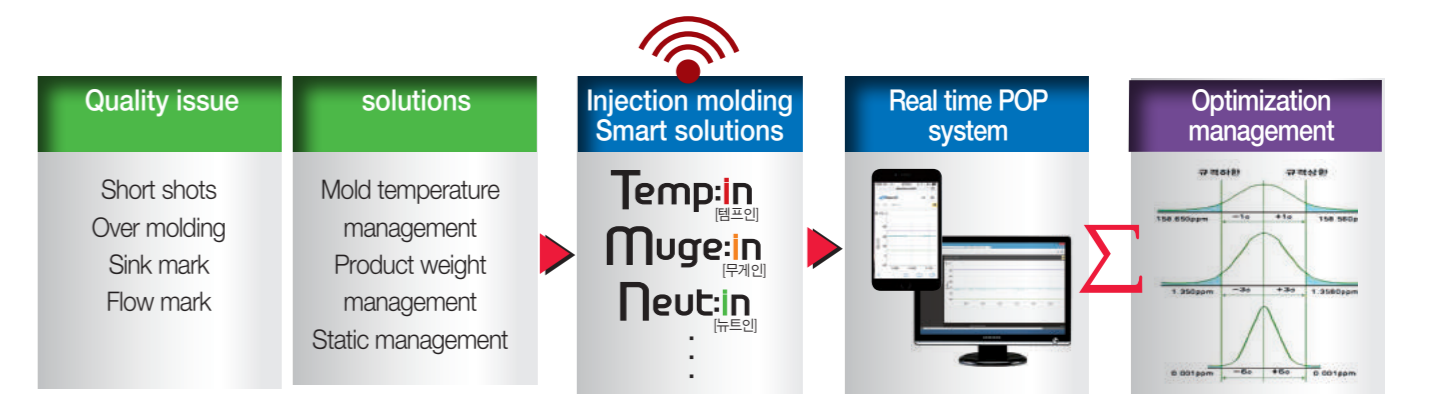 Quality issue
Short shots
Over molding
Sink mark
Flow mark
solutions
Mold temperature
management
Product weight
management
Static management
Injection molding
Smart solutions
Temp:in
[템프인]
Muge:in
[무게인]
Neut:in
[뉴트인]
Real time POP
system
Σ
Optimization
management
규격하한 규격상한
158.650ppm -1σ +1σ
1.350ppm -3σ +3σ
0.001ppm -6σ +6σ 0.001ppm